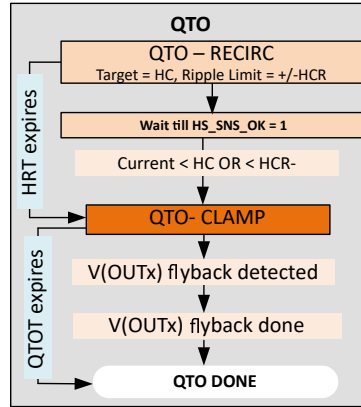 QTO
QTO – RECIRC
Target = HC, Ripple Limit = +/-HCR
Wait till HS_SNS_OK = 1
HRT expires
Current < HC OR < HCR-
QTO- CLAMP
QTOT expires
V(OUTx) flyback detected
V(OUTx) flyback done
QTO DONE